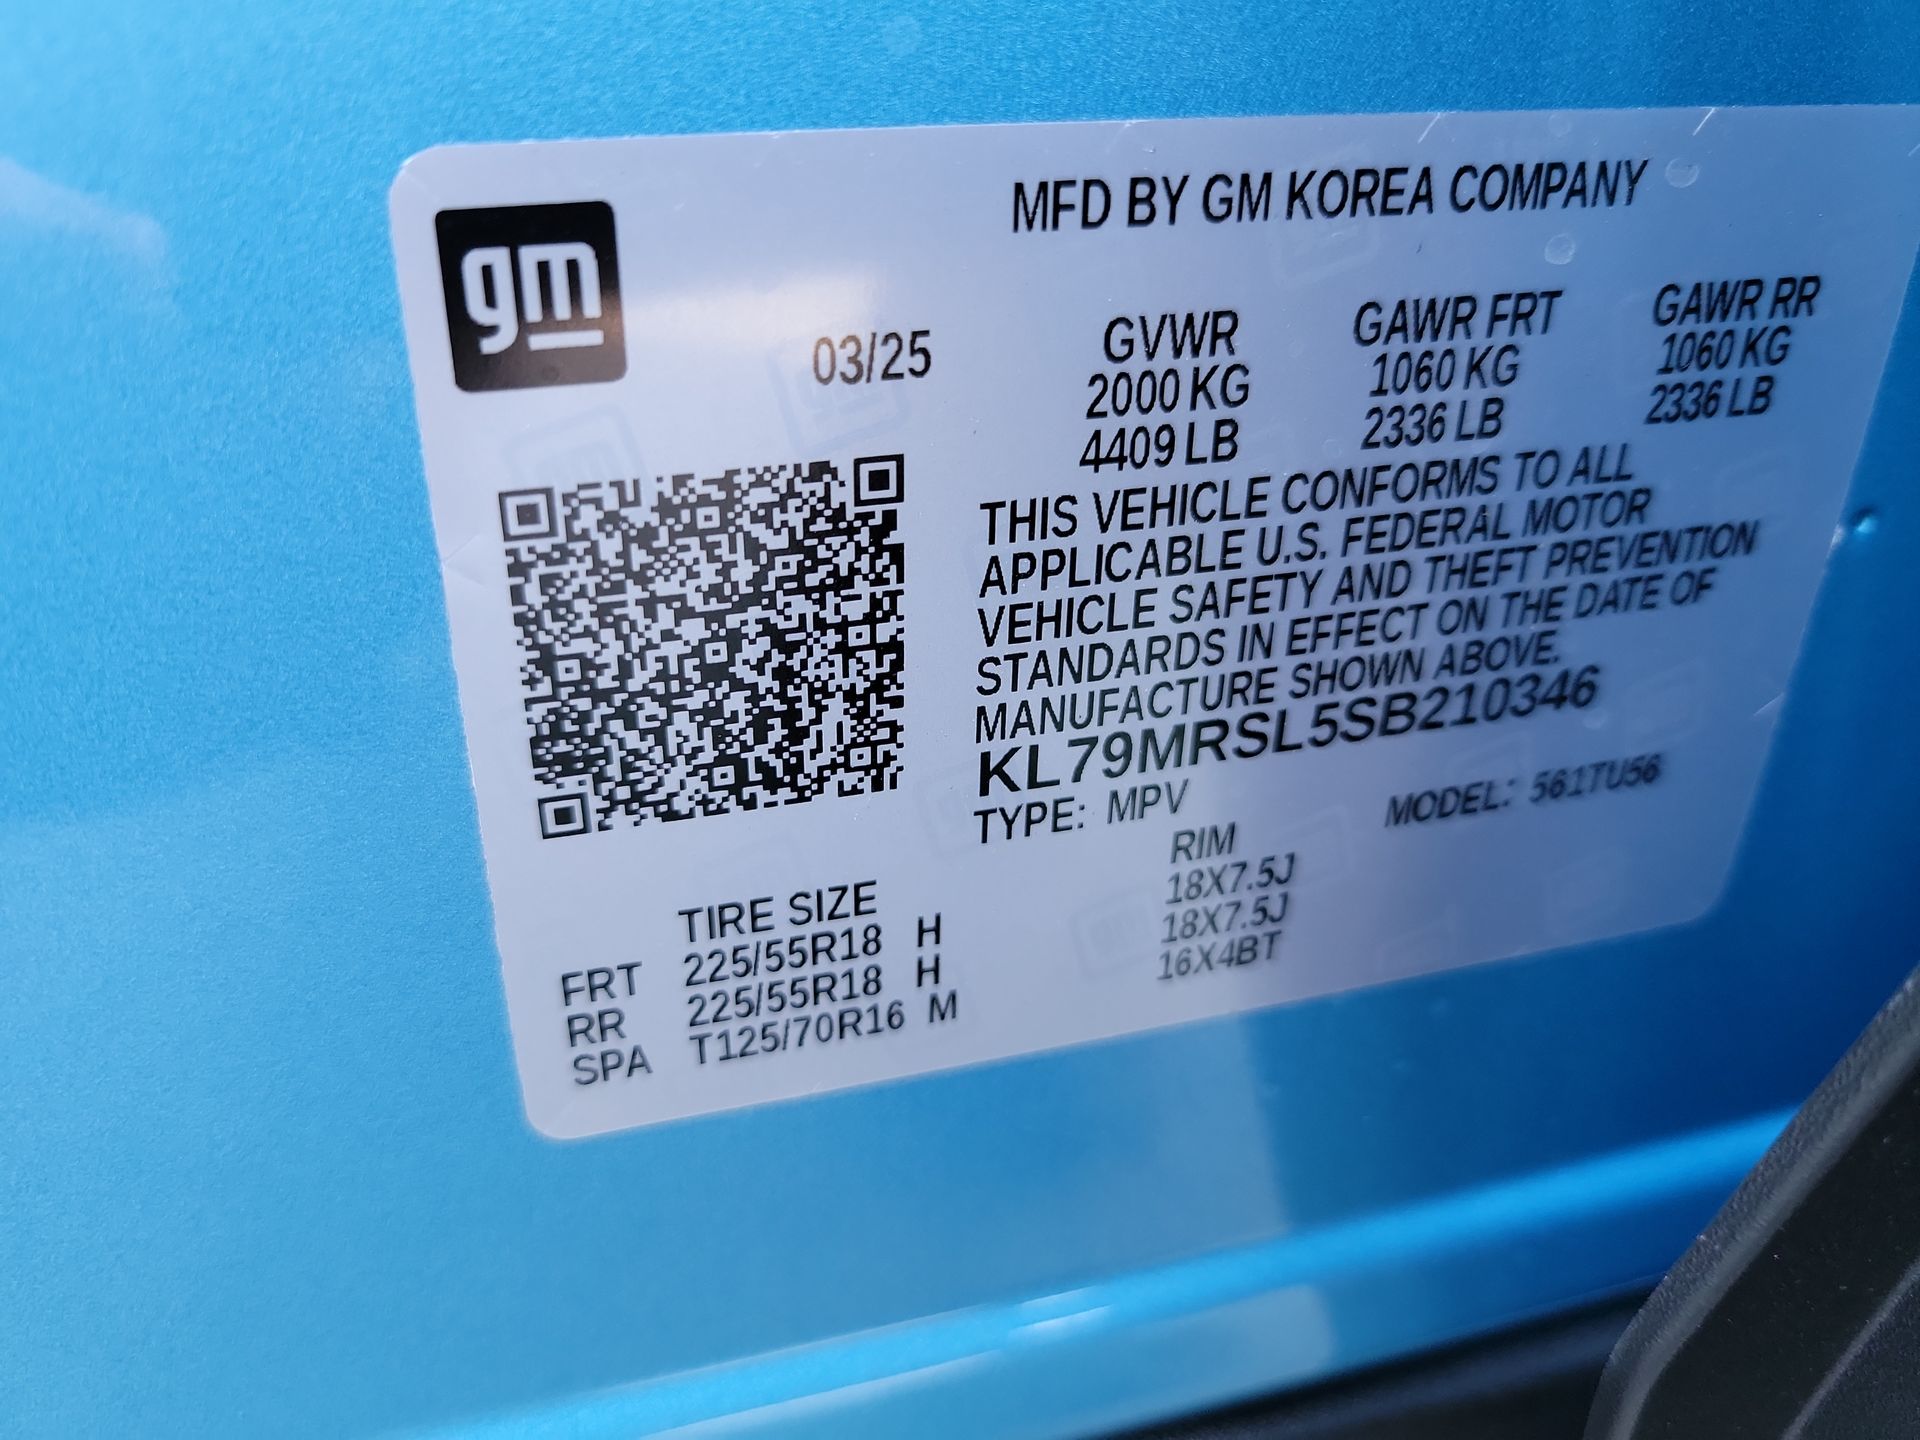 gm
MFD BY GM KOREA COMPANY
03/25
GVWR GAWR FRT GAWR RR
2000 KG 1060 KG 1060 KG
4409 LB 2336 LB 2336 LB
THIS VEHICLE CONFORMS TO ALL
APPLICABLE U.S. FEDERAL MOTOR
VEHICLE SAFETY AND THEFT PREVENTION
STANDARDS IN EFFECT ON THE DATE OF
MANUFACTURE SHOWN ABOVE.
KL79MRSL5SB210346
TYPE: MPV MODEL: 561TU56
TIRE SIZE RIM
FRT 225/55R18 H 18X7.5J
RR 225/55R18 H 18X7.5J
SPA T125/70R16 M 16X4BT